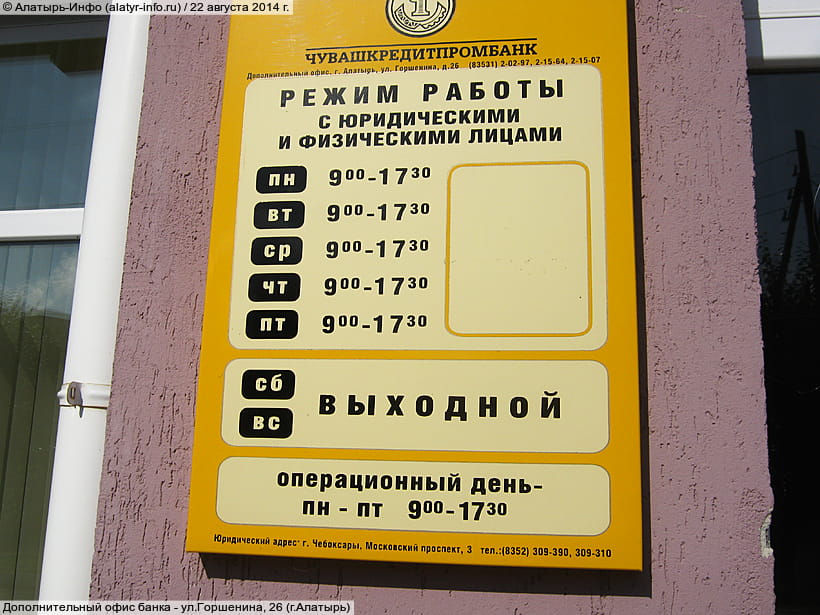 © Алатырь-Инфо (alatyr-info.ru) / 22 августа 2014 г.
ЧУВАШКРЕДИТПРОМБАНК
Дополнительный офис, г. Алатырь, ул. Горшенина, д.26 (83531) 2-02-97, 2-15-64, 2-15-07
РЕЖИМ РАБОТЫ
С ЮРИДИЧЕСКИМИ
И ФИЗИЧЕСКИМИ ЛИЦАМИ
пн 9⁰⁰-17³⁰
вт 9⁰⁰-17³⁰
ср 9⁰⁰-17³⁰
чт 9⁰⁰-17³⁰
пт 9⁰⁰-17³⁰
сб
вс
ВЫХОДНОЙ
операционный день-
пн - пт 9⁰⁰-17³⁰
Юридический адрес: г. Чебоксары, Московский проспект, 3 тел.:(8352) 309-390, 309-310
Дополнительный офис банка - ул.Горшенина, 26 (г.Алатырь)